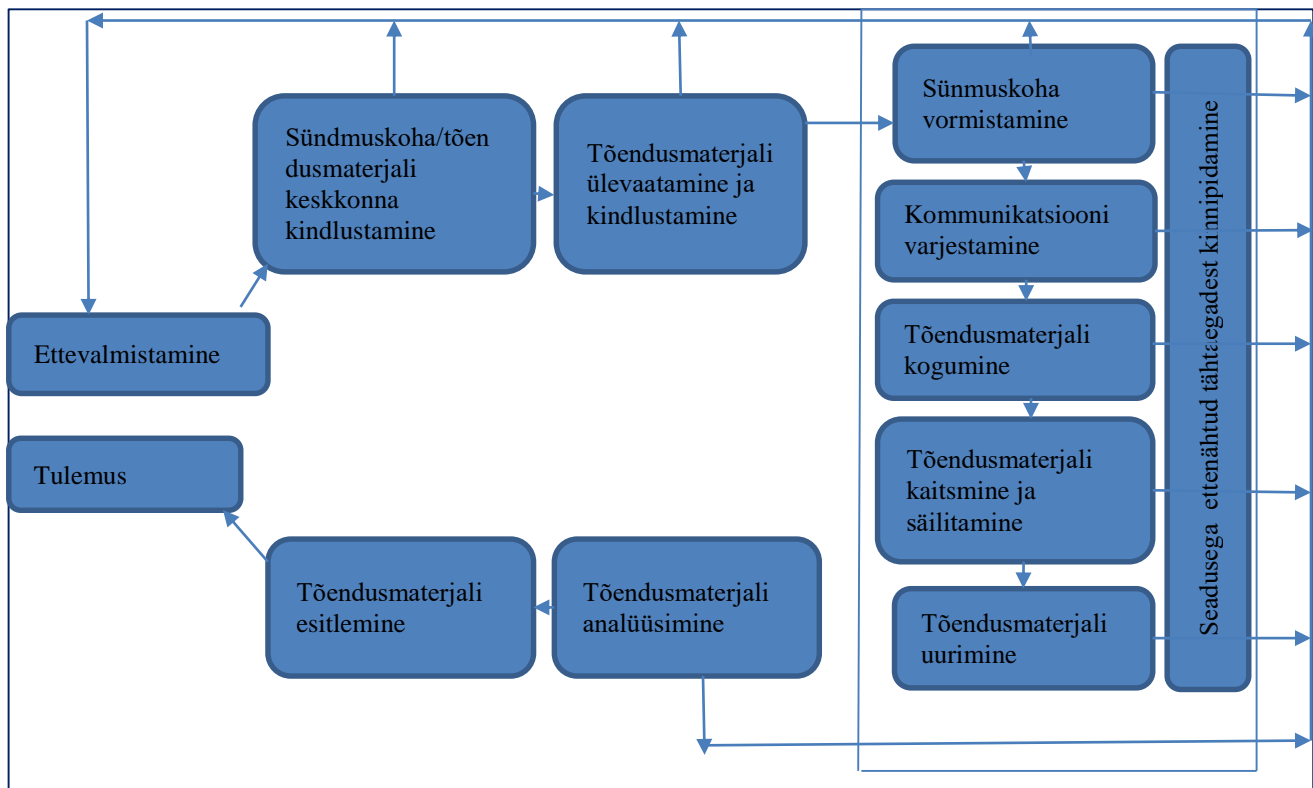 Sünmuskoha
vormistamine
Sündmuskoha/tõen
dusmaterjali
keskkonna
kindlustamine
Tõendusmaterjali
ülevaatamine ja
kindlustamine
Kommunikatsiooni
varjestamine
Ettevalmistamine
Tõendusmaterjali
kogumine
Tulemus
Tõendusmaterjali
kaitsmine ja
säilitamine
Tõendusmaterjali
esitlemine
Tõendusmaterjali
analüüsimine
Tõendusmaterjali
uurimine
Seadusega ettenähtud tähtaegadest kinnipidamine